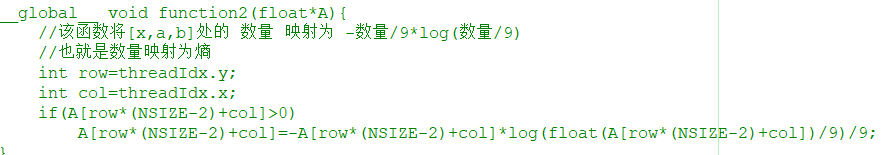 __global__ void function2(float*A){
//该函数将[x,a,b]处的 数量 映射为 -数量/9*log(数量/9)
//也就是数量映射为熵
int row=threadIdx.y;
int col=threadIdx.x;
if(A[row*(NSIZE-2)+col]>0)
A[row*(NSIZE-2)+col]=-A[row*(NSIZE-2)+col]*log(float(A[row*(NSIZE-2)+col])/9)/9;
}